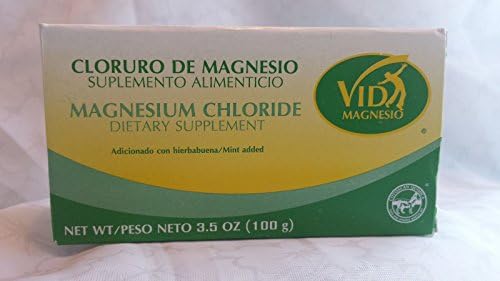 CLORURO DE MAGNESIO
SUPLEMENTO ALIMENTICIO
MAGNESIUM CHLORIDE
DIETARY SUPPLEMENT
Adicionado con hierbabuena/Mint added
VIDA
MAGNESIO
®
NET WT/PESO NETO 3.5 OZ (100 g)